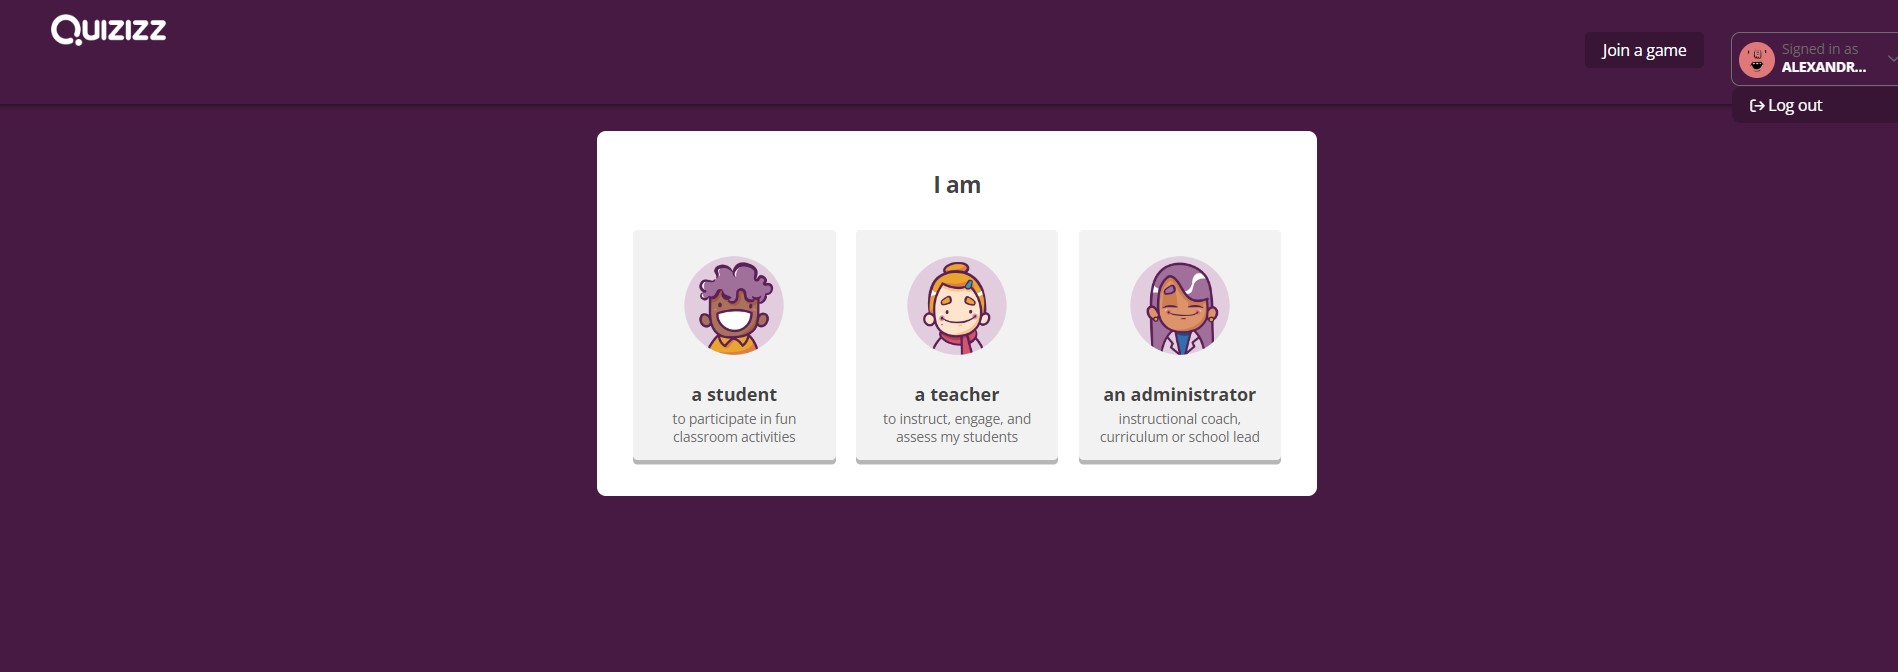 QUIZIZZ
Join a game
Signed in as
ALEXANDR...
Log out
I am
a student
to participate in fun
classroom activities
a teacher
to instruct, engage, and
assess my students
an administrator
instructional coach,
curriculum or school lead